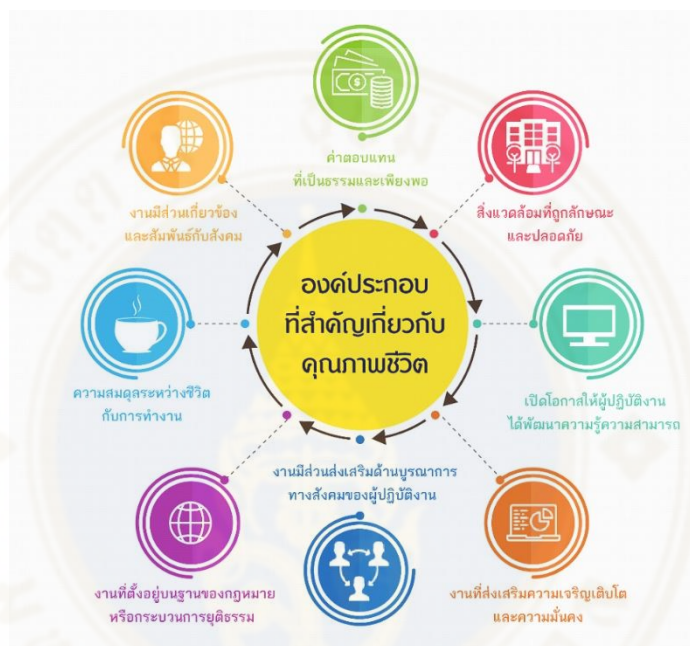 องค์ประกอบ
ที่สำคัญเกี่ยวกับ
คุณภาพชีวิต
ค่าตอบแทน
ที่เป็นธรรมและเพียงพอ
สิ่งแวดล้อมที่ถูกลักษณะ
และปลอดภัย
เปิดโอกาสให้ผู้ปฏิบัติงาน
ได้พัฒนาความรู้ความสามารถ
งานที่ส่งเสริมความเจริญเติบโต
และความมั่นคง
งานมีส่วนส่งเสริมด้านบูรณาการ
ทางสังคมของผู้ปฏิบัติงาน
งานที่ตั้งอยู่บนฐานของกฎหมาย
หรือกระบวนการยุติธรรม
ความสมดุลระหว่างชีวิต
กับการทำงาน
งานมีส่วนเกี่ยวข้อง
และสัมพันธ์กับสังคม